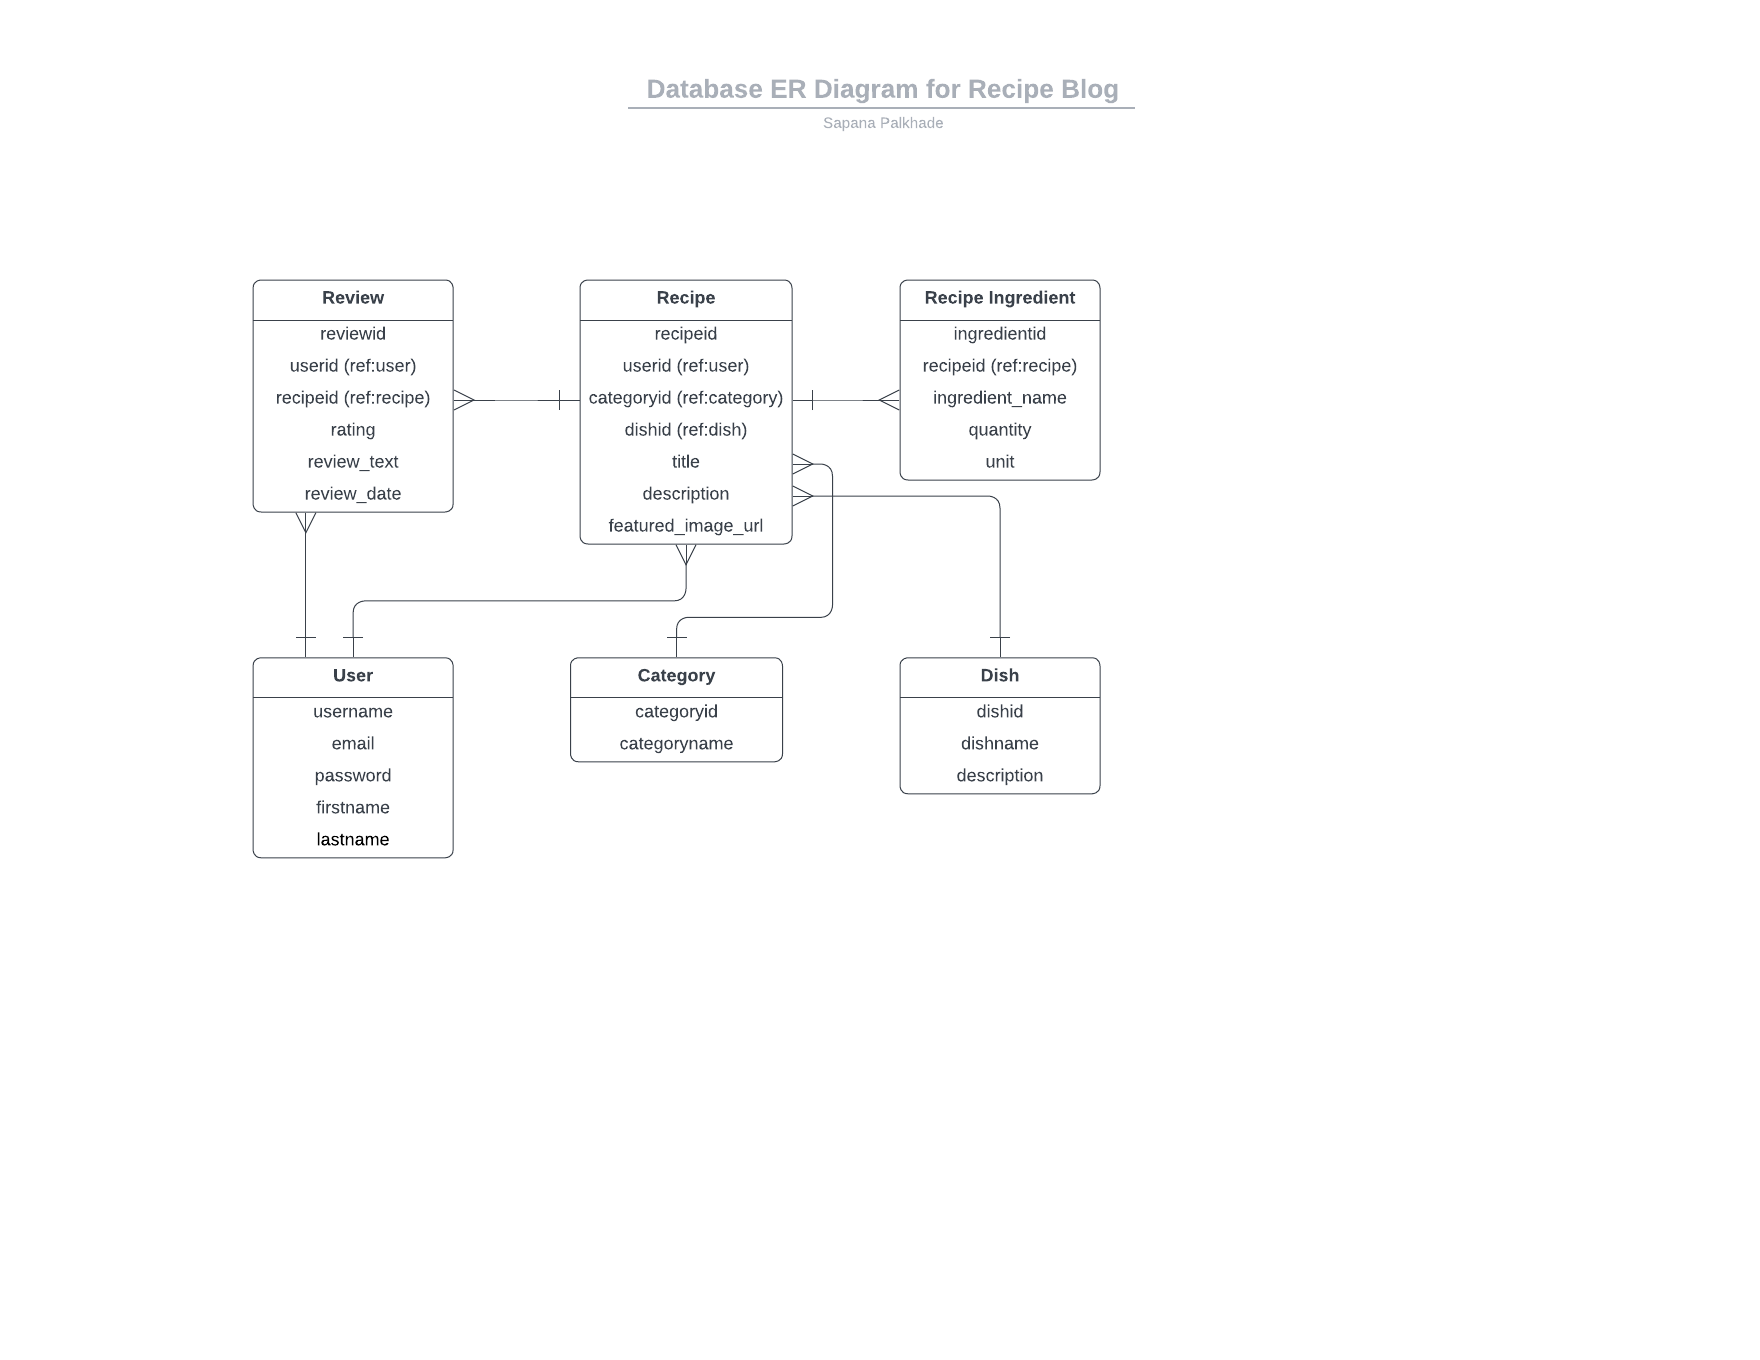 Database ER Diagram for Recipe Blog
Sapana Palkhade
Review
reviewid
userid (ref:user)
recipeid (ref:recipe)
rating
review_text
review_date
Recipe
recipeid
userid (ref:user)
categoryid (ref:category)
dishid (ref:dish)
title
description
featured_image_url
Recipe Ingredient
ingredientid
recipeid (ref:recipe)
ingredient_name
quantity
unit
User
username
email
password
firstname
lastname
Category
categoryid
categoryname
Dish
dishid
dishname
description